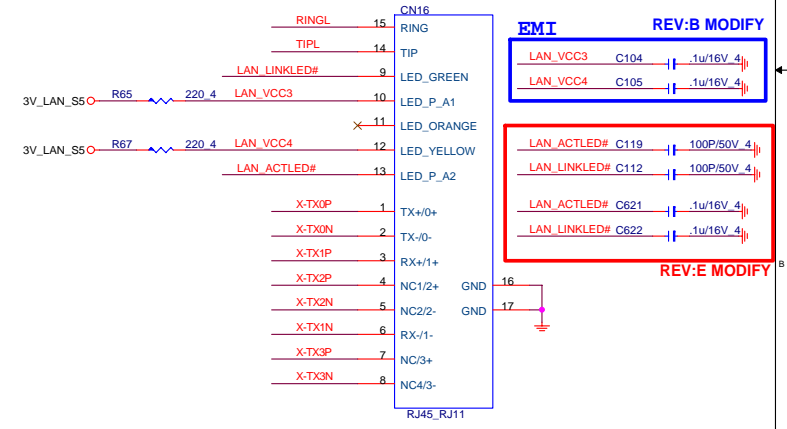 CN16
RINGL 15 RING
TIPL 14 TIP
LAN_LINKLED# 9 LED_GREEN
3V_LAN_S5 R65 220_4 LAN_VCC3 10 LED_P_A1
11 LED_ORANGE
3V_LAN_S5 R67 220_4 LAN_VCC4 12 LED_YELLOW
LAN_ACTLED# 13 LED_P_A2
X-TX0P 1 TX+/0+
X-TX0N 2 TX-/0-
X-TX1P 3 RX+/1+
X-TX2P 4 NC1/2+ GND 16
X-TX2N 5 NC2/2- GND 17
X-TX1N 6 RX-/1-
X-TX3P 7 NC/3+
X-TX3N 8 NC4/3-
RJ45_RJ11
EMI REV:B MODIFY
LAN_VCC3 C104 .1u/16V_4
LAN_VCC4 C105 .1u/16V_4
LAN_ACTLED# C119 100P/50V_4
LAN_LINKLED# C112 100P/50V_4
LAN_ACTLED# C621 .1u/16V_4
LAN_LINKLED# C622 .1u/16V_4
REV:E MODIFY
B